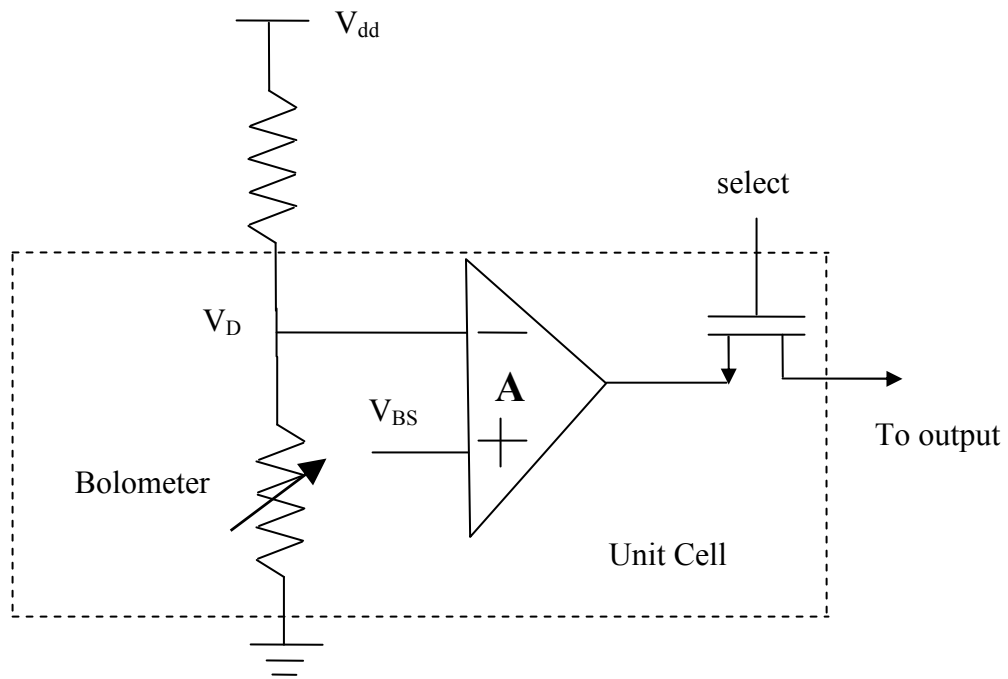 V_dd
select
V_D
A
V_BS
Bolometer
To output
Unit Cell